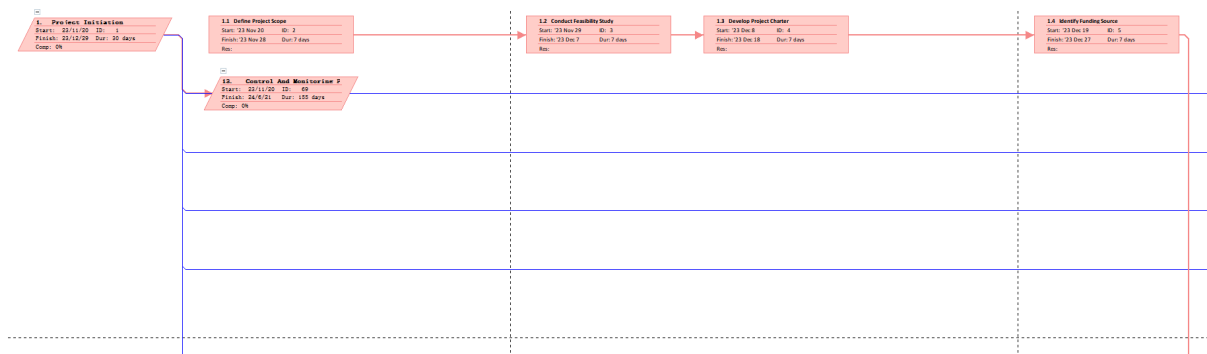 1. Project Initiation
Start: 23/11/20 ID: 1
Finish: 23/12/29 Dur: 30 days
Comp: 0%
1.1 Define Project Scope
Start: '23 Nov 20 ID: 2
Finish: '23 Nov 28 Dur: 7 days
Res:
1.2 Conduct Feasibility Study
Start: '23 Nov 29 ID: 3
Finish: '23 Dec 7 Dur: 7 days
Res:
1.3 Develop Project Charter
Start: '23 Dec 8 ID: 4
Finish: '23 Dec 18 Dur: 7 days
Res:
1.4 Identify Funding Source
Start: '23 Dec 19 ID: 5
Finish: '23 Dec 27 Dur: 7 days
Res:
13. Control And Monitoring P
Start: 23/11/20 ID: 69
Finish: 24/6/21 Dur: 155 days
Comp: 0%